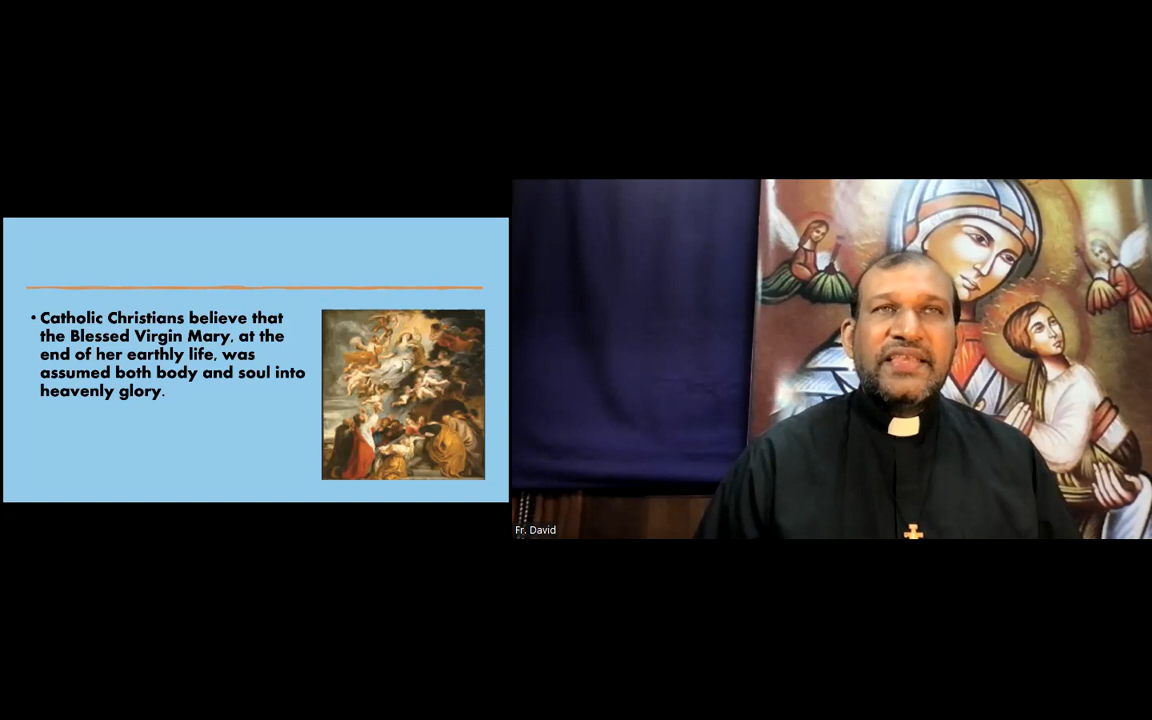 • Catholic Christians believe that
the Blessed Virgin Mary, at the
end of her earthly life, was
assumed both body and soul into
heavenly glory.
Fr. David